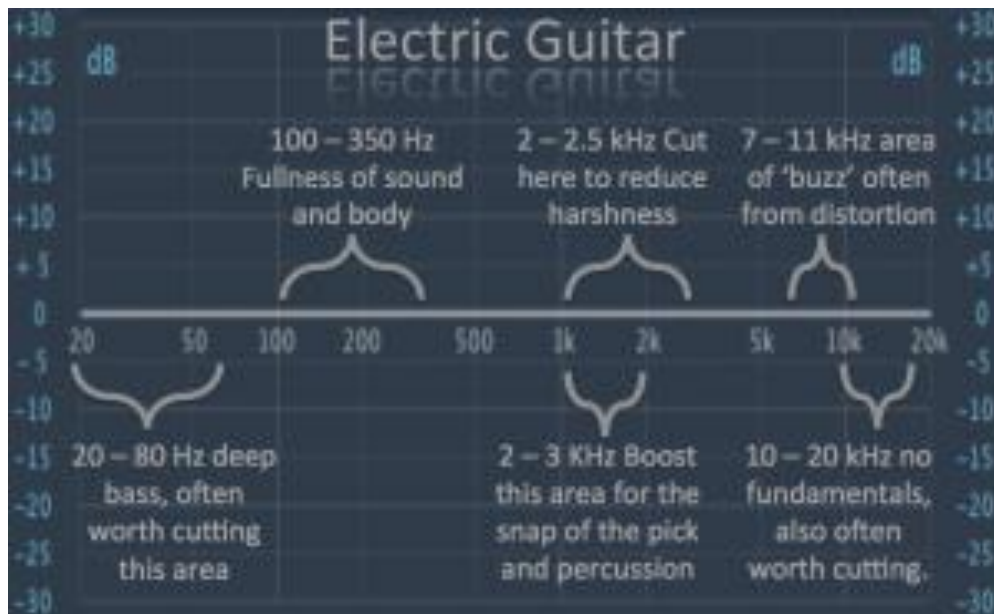 Electric Guitar
dB
dB
+30
+25
+20
+15
+10
+5
0
-5
-10
-15
-20
-25
-30
100 – 350 Hz
Fullness of sound
and body
2 – 2.5 kHz Cut
here to reduce
harshness
7 – 11 kHz area
of 'buzz' often
from distortion
20 50 100 200 500 1k 2k 5k 10k 20k
20 – 80 Hz deep
bass, often
worth cutting
this area
2 – 3 KHz Boost
this area for the
snap of the pick
and percussion
10 – 20 kHz no
fundamentals,
also often
worth cutting.
+30
+25
+20
+15
+10
+5
0
-5
-10
-15
-20
-25
-30